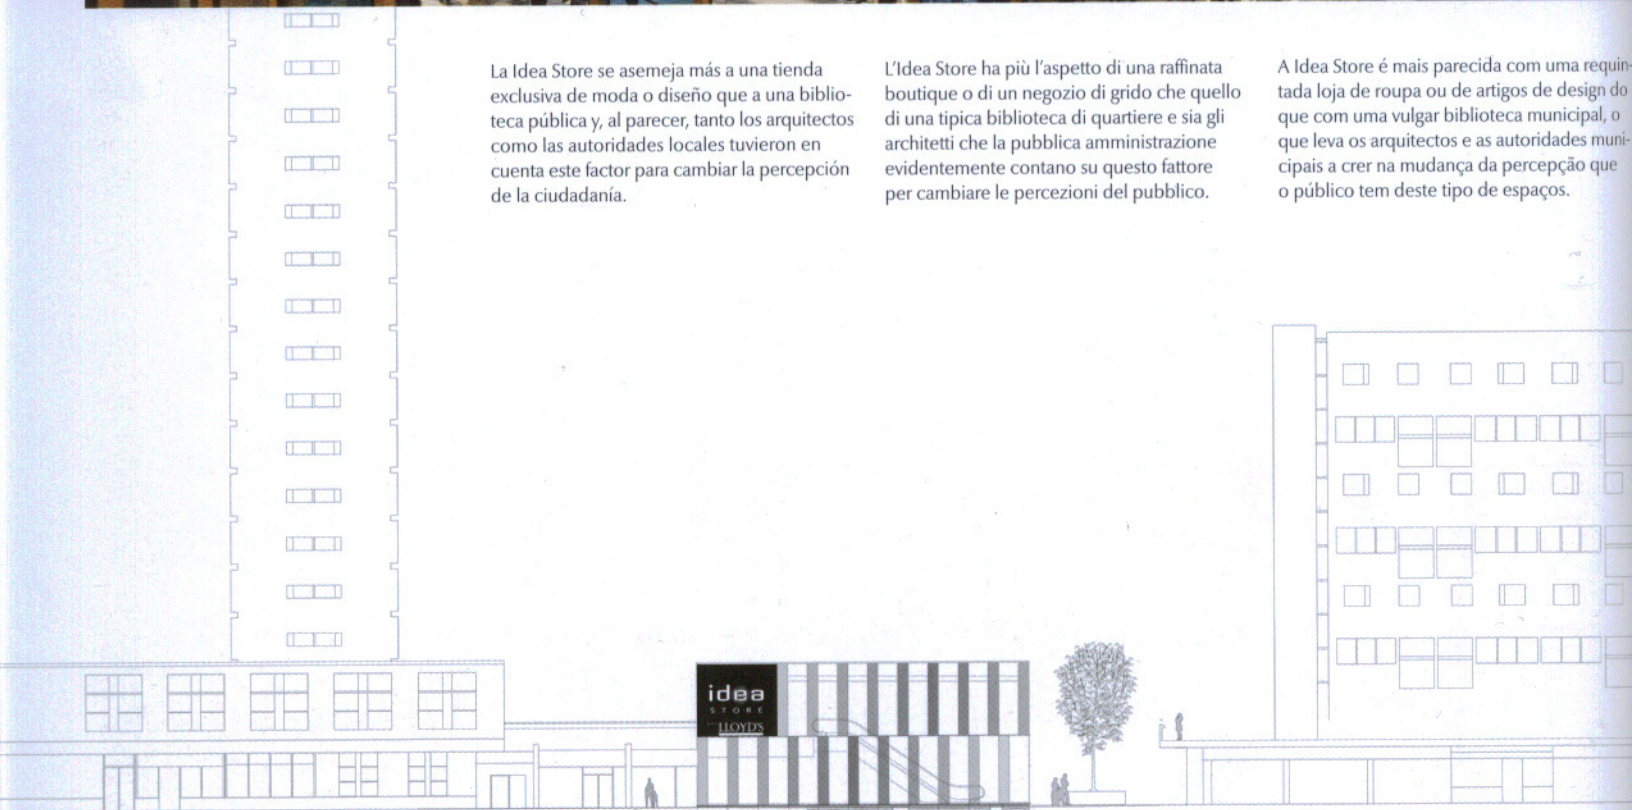 La Idea Store se asemeja más a una tienda
exclusiva de moda o diseño que a una biblio-
teca pública y, al parecer, tanto los arquitectos
como las autoridades locales tuvieron en
cuenta este factor para cambiar la percepción
de la ciudadanía.
L'Idea Store ha più l'aspetto di una raffinata
boutique o di un negozio di grido che quello
di una tipica biblioteca di quartiere e sia gli
architetti che la pubblica amministrazione
evidentemente contano su questo fattore
per cambiare le percezioni del pubblico.
A Idea Store é mais parecida com uma requin-
tada loja de roupa ou de artigos de design do
que com uma vulgar biblioteca municipal, o
que leva os arquitectos e as autoridades muni-
cipais a crer na mudança da percepção que
o público tem deste tipo de espaços.
idea
STORE
LLOYD'S